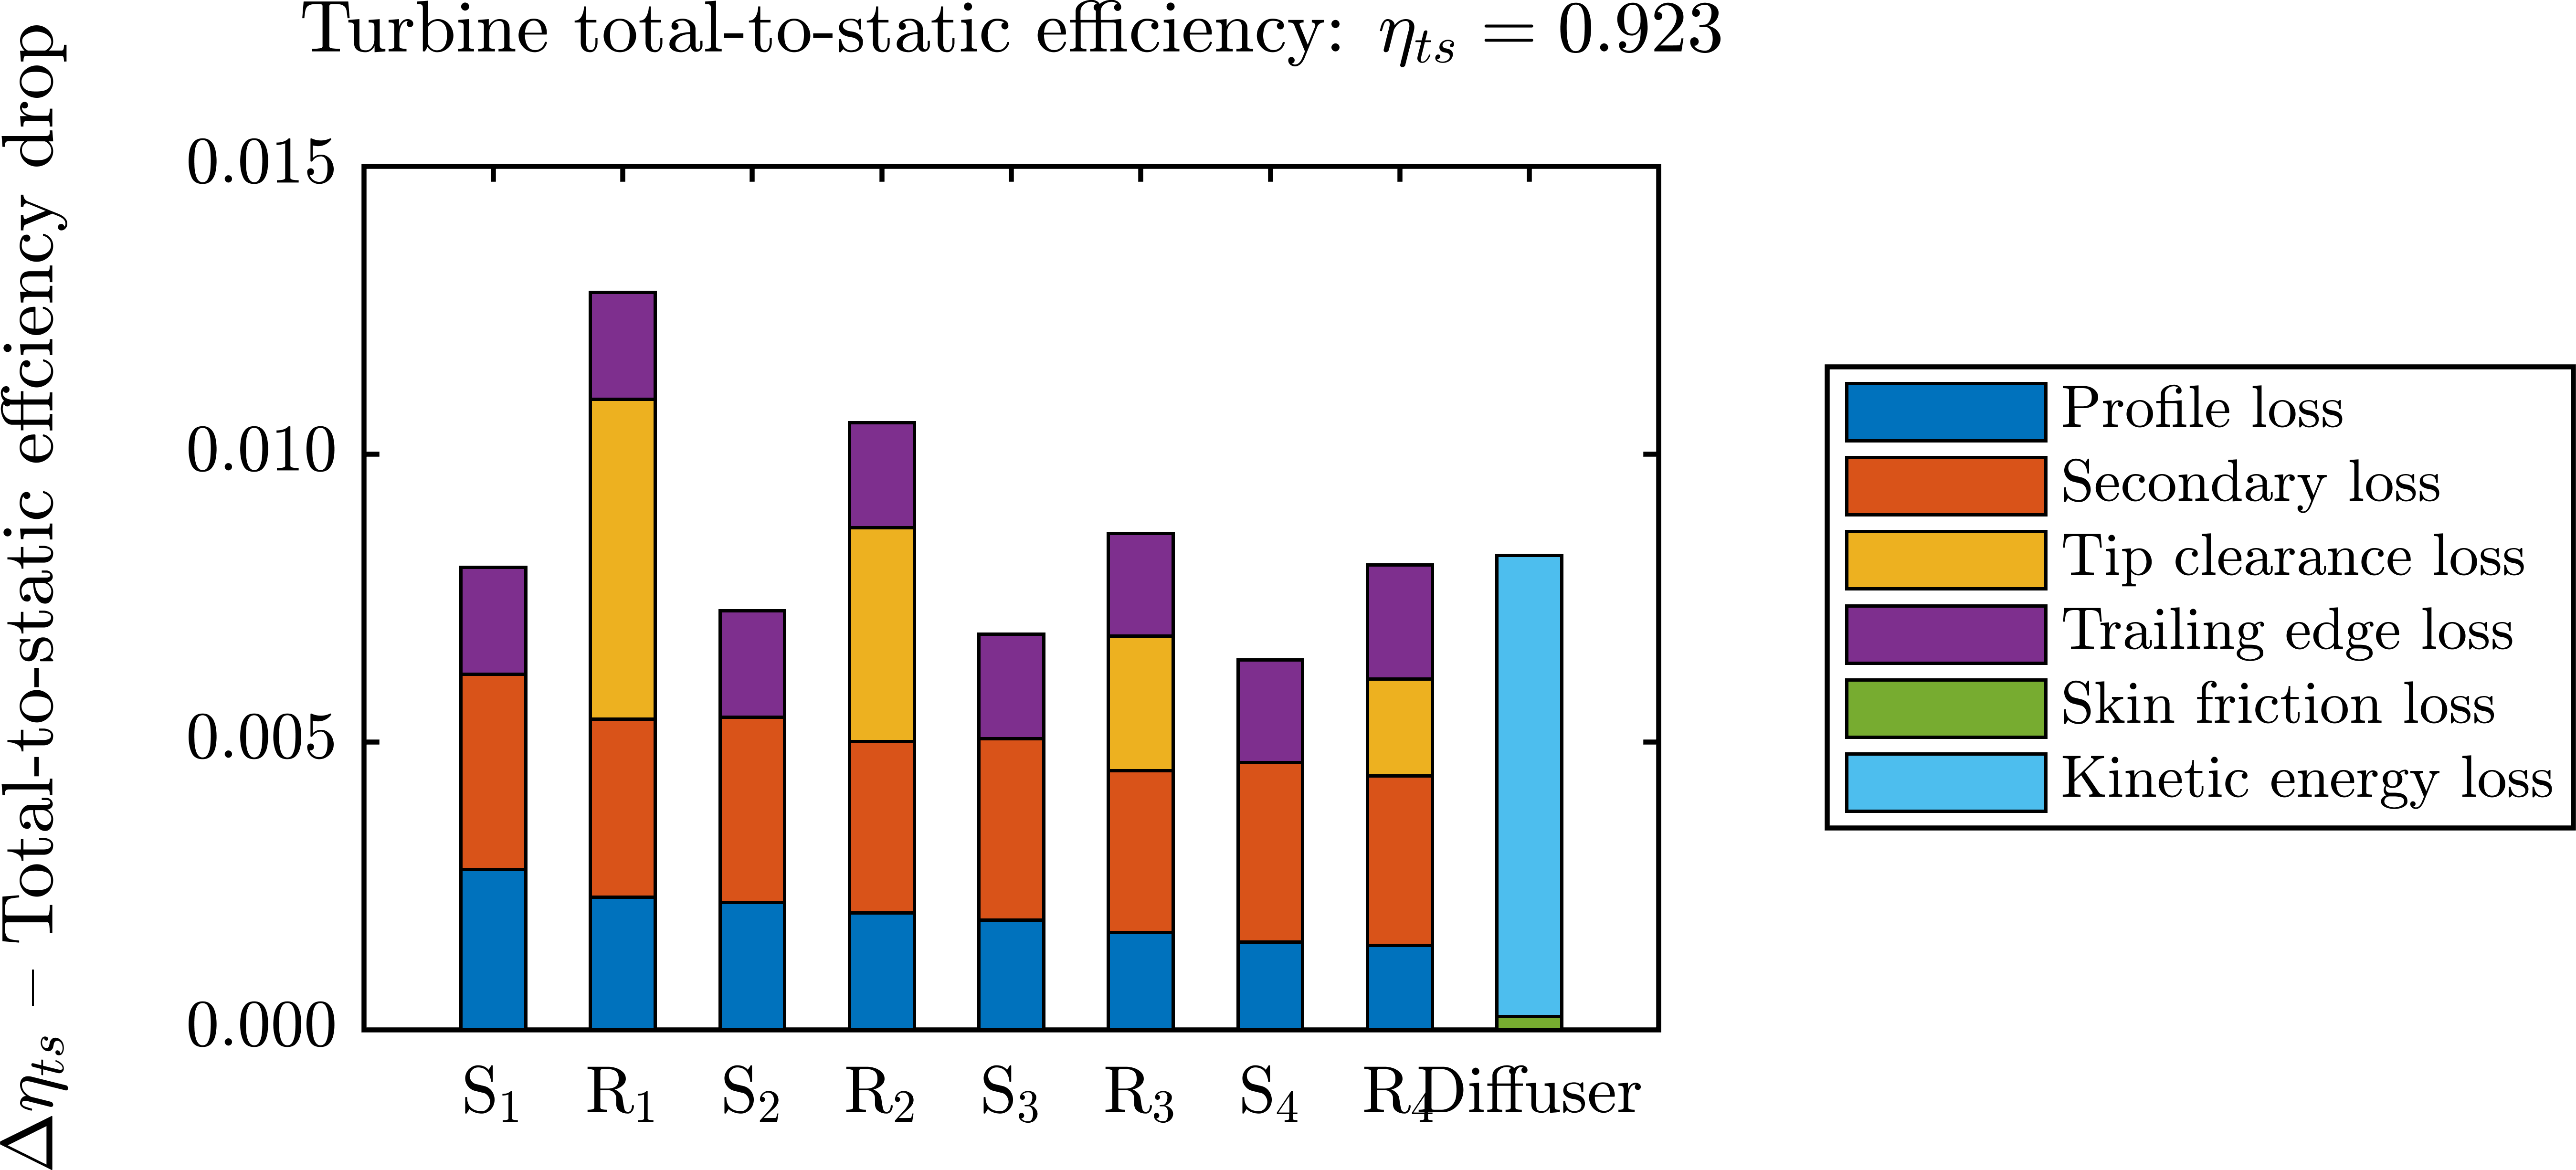 Turbine total-to-static efficiency: ηts = 0.923
Δηts − Total-to-static effciency drop
0.015
0.010
0.005
0.000
S1 R1 S2 R2 S3 R3 S4 R4 Diffuser
Profile loss
Secondary loss
Tip clearance loss
Trailing edge loss
Skin friction loss
Kinetic energy loss